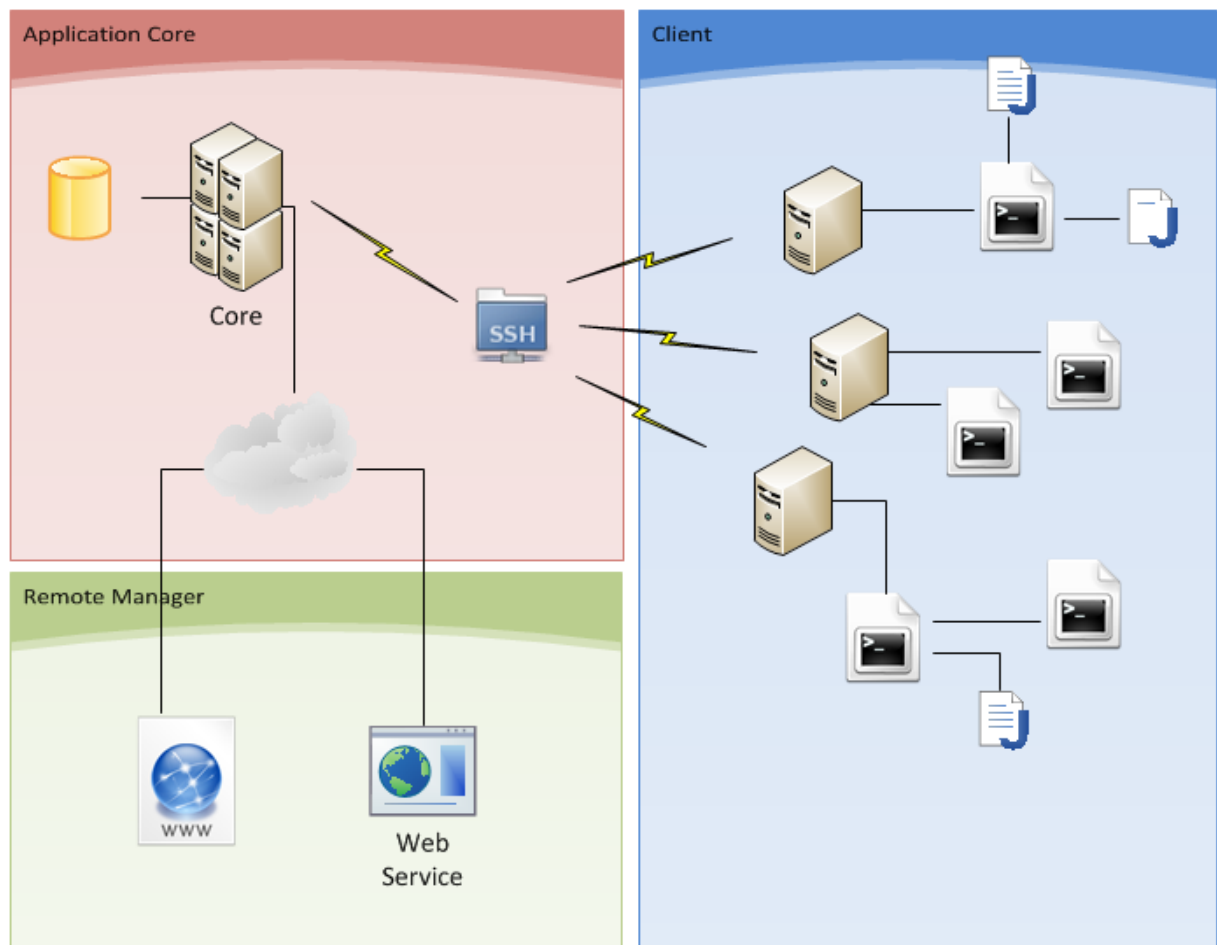 Application Core
Client
>_
J
J
Core
SSH
>_
>_
Remote Manager
>_
>_
J
WWW
Web
Service